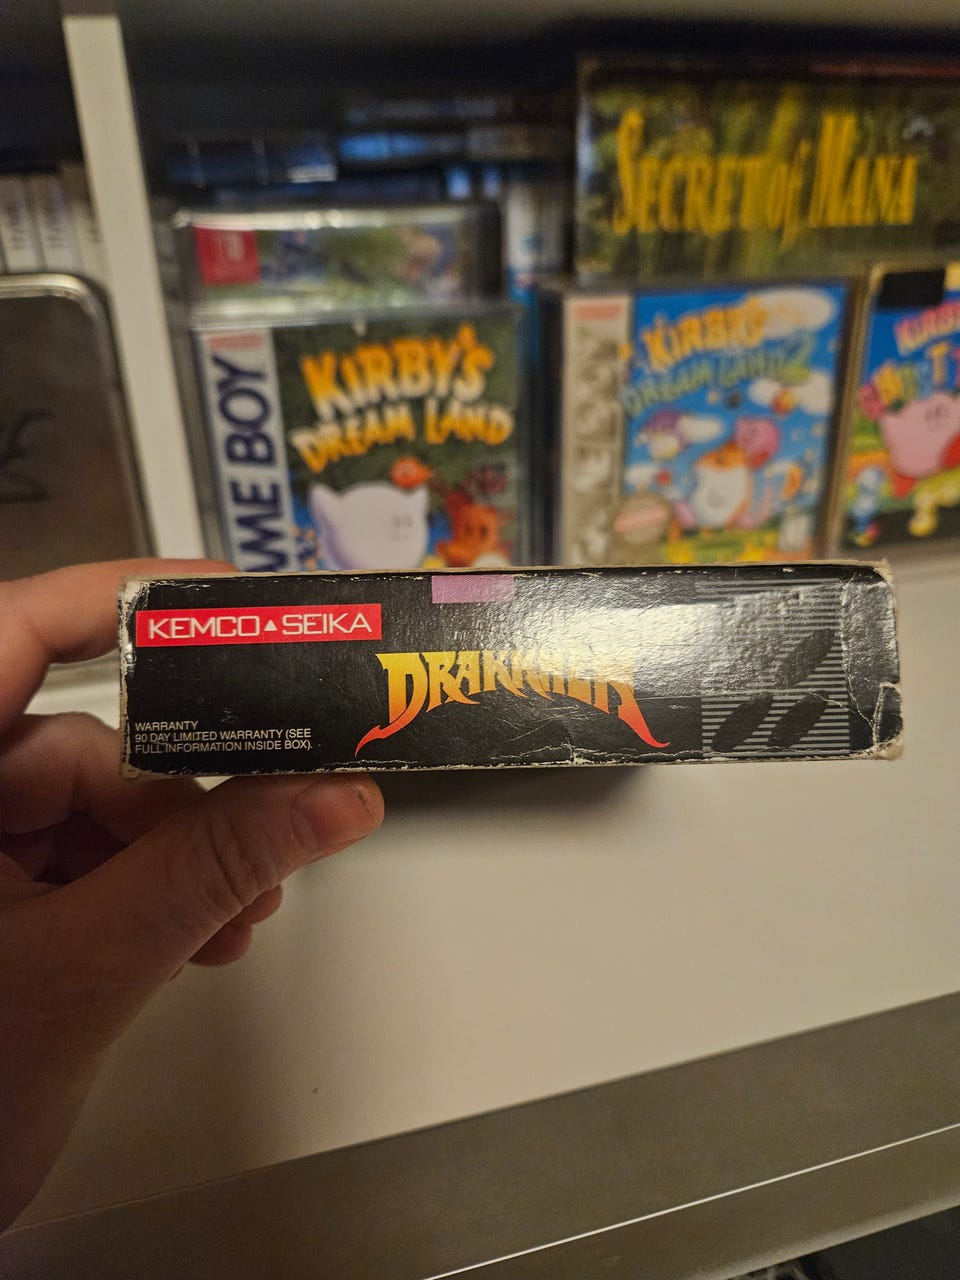 SECRET of MANA
GAME BOY
KIRBY'S
DREAM LAND
KIRBY'S
DREAM LAND 2
KEMCO▲SEIKA
DRAKKHEN
WARRANTY
90 DAY LIMITED WARRANTY (SEE
FULL INFORMATION INSIDE BOX).